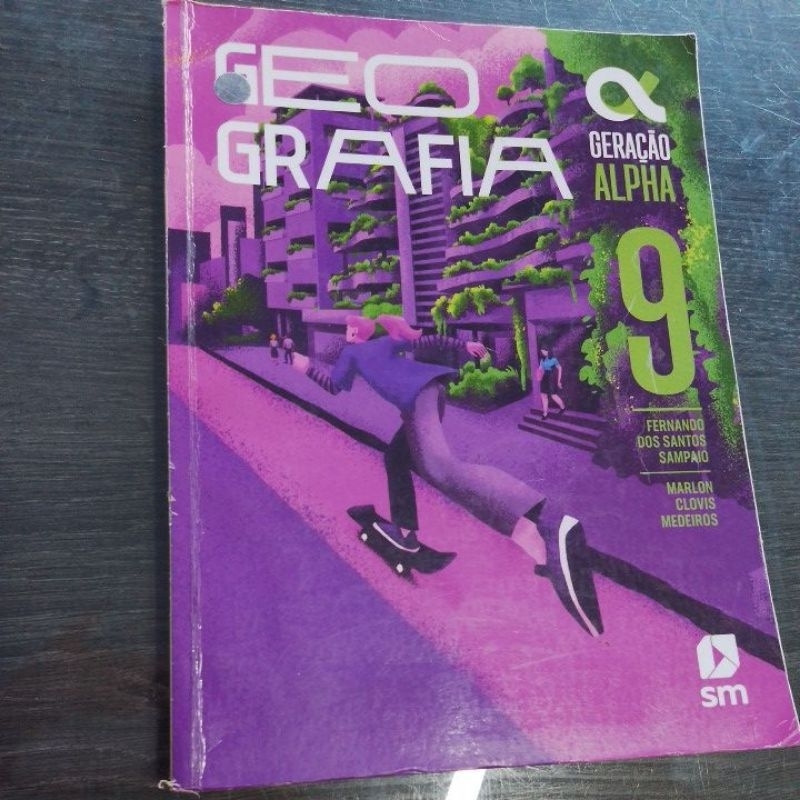 GEO
GRAFIA
GERAÇÃO
ALPHA
9
FERNANDO
DOS SANTOS
SAMPAIO
MARLON
CLOVIS
MEDEIROS
sm